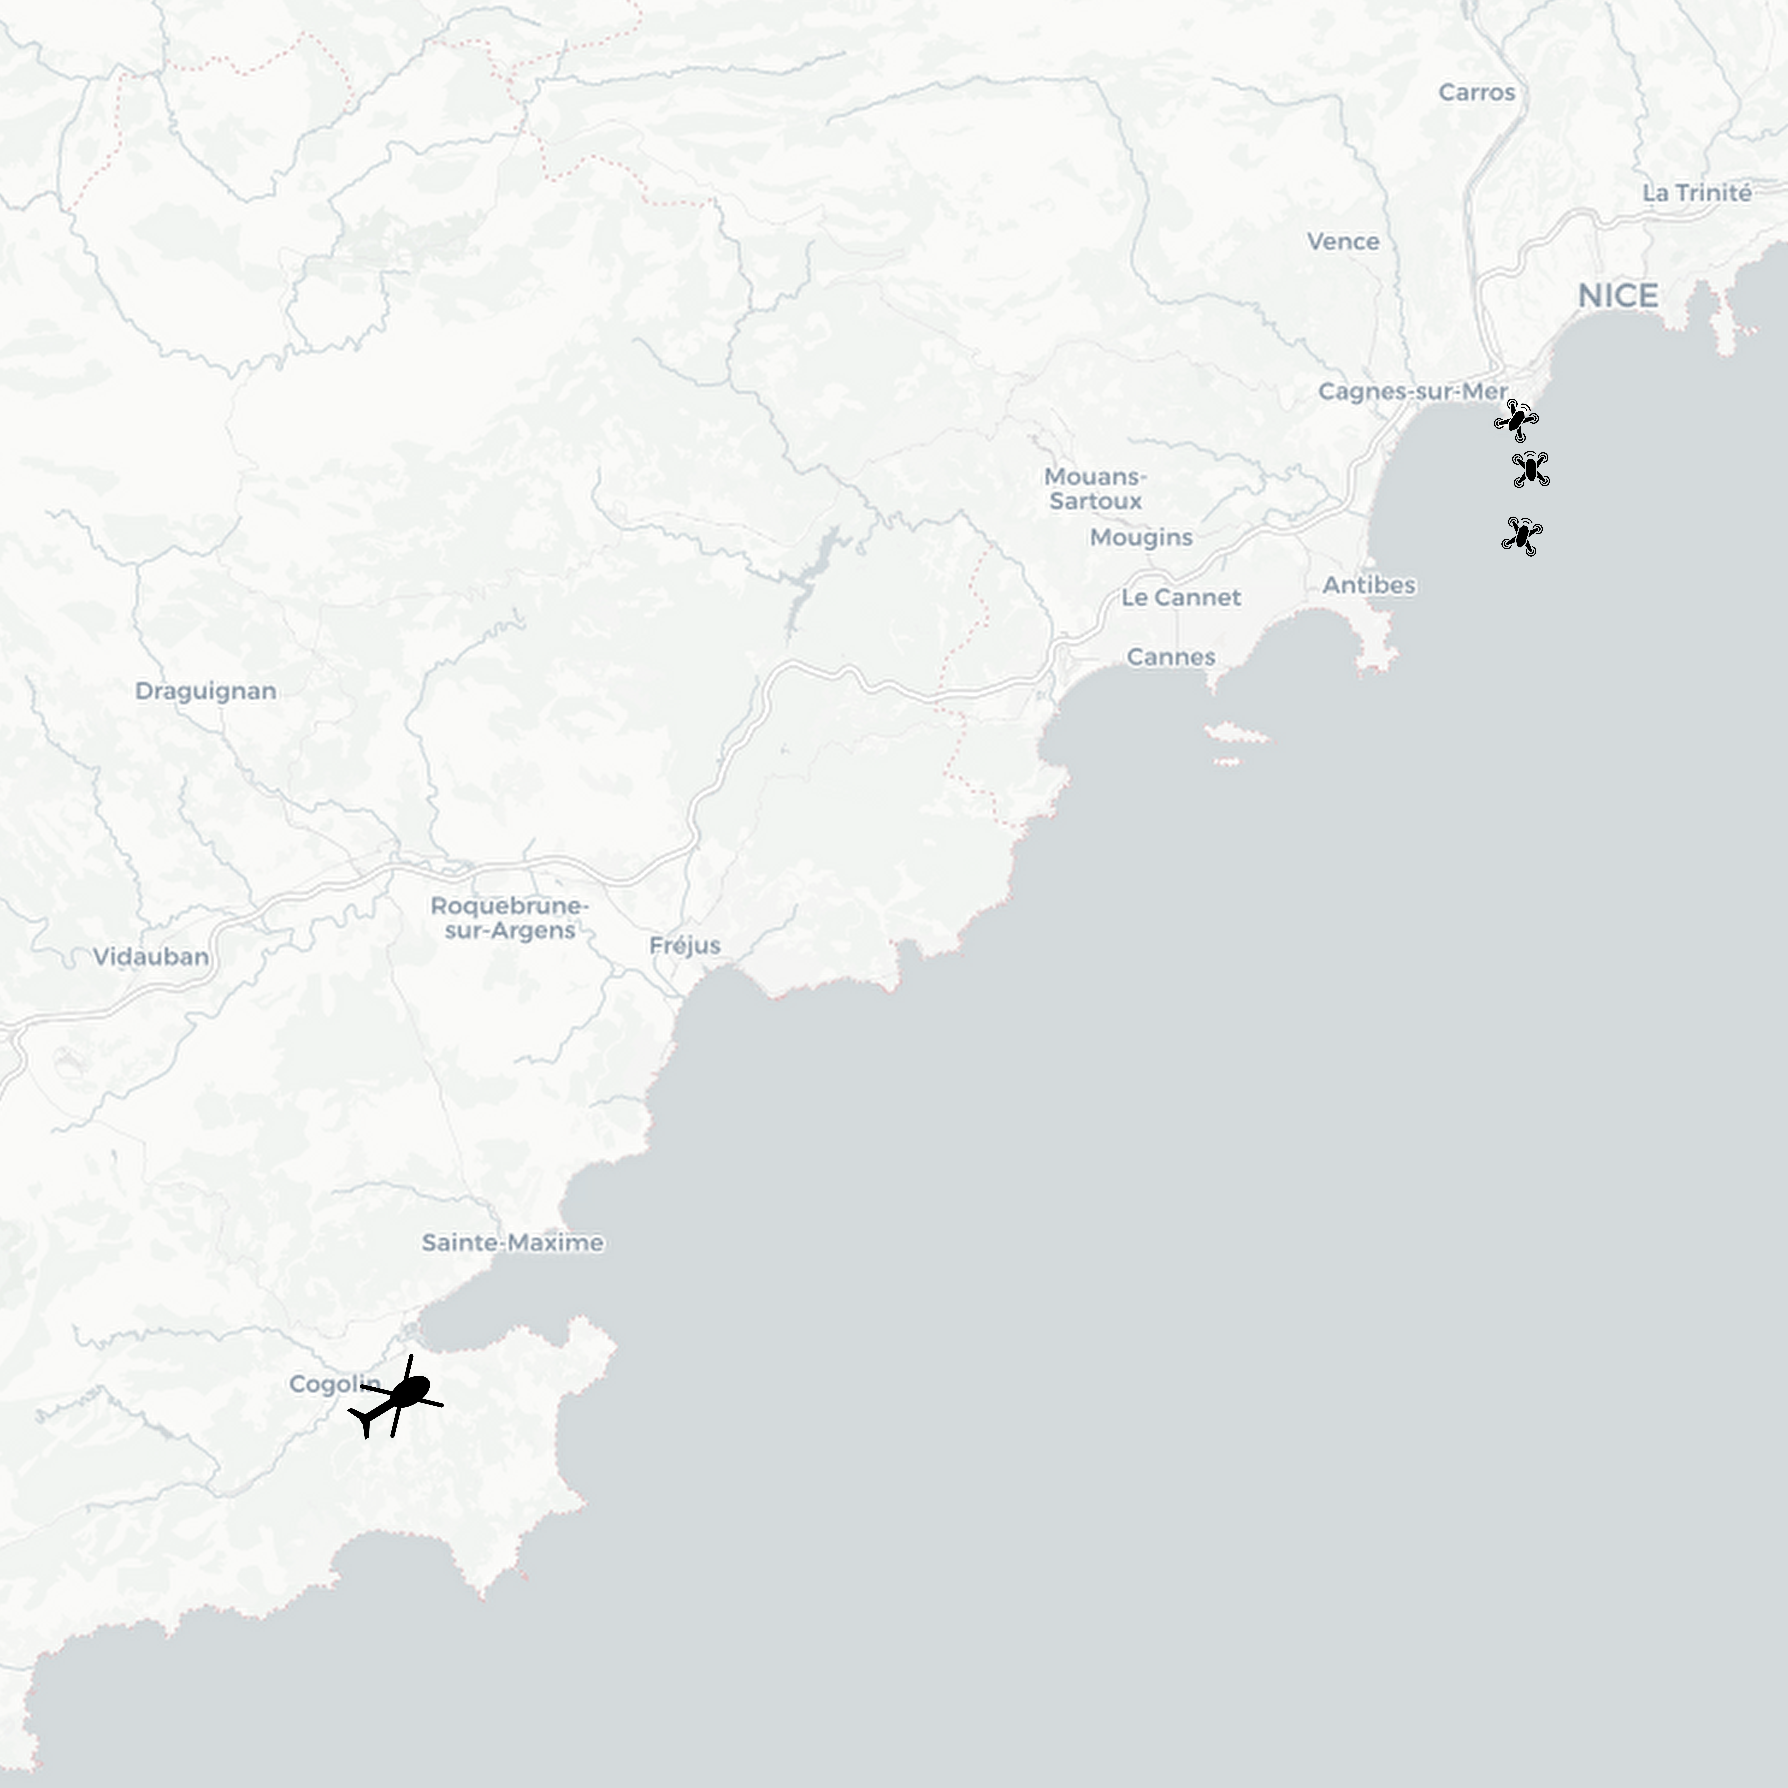 Carros
La Trinité
Vence
NICE
Cagnes-sur-Mer
Mouans-
Sartoux
Mougins
Antibes
Le Cannet
Cannes
Draguignan
Roquebrune-
sur-Argens
Fréjus
Vidauban
Sainte-Maxime
Cogolin